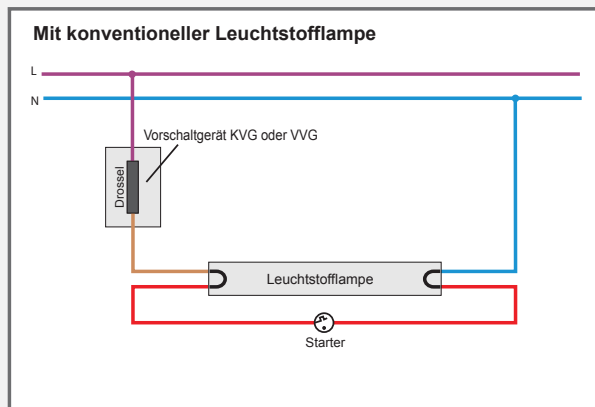 Mit konventioneller Leuchtstofflampe
L
N
Vorschaltgerät KVG oder VVG
Drossel
Leuchtstofflampe
Starter